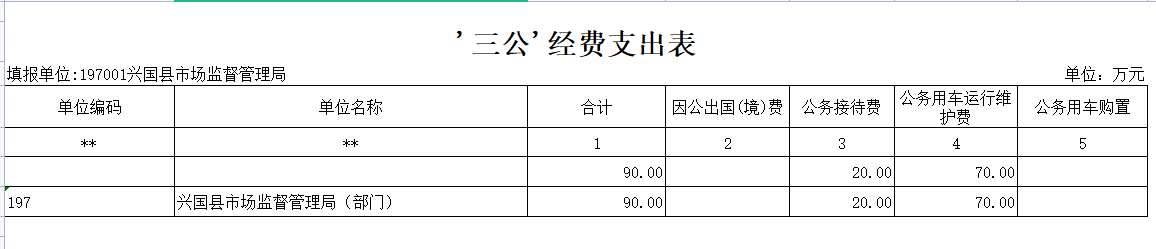 '三公'经费支出表
填报单位:197001兴国县市场监督管理局 单位：万元
单位编码 单位名称 合计 因公出国(境)费 公务接待费 公务用车运行维护费 公务用车购置
** ** 1 2 3 4 5
90.00 20.00 70.00
197 兴国县市场监督管理局（部门） 90.00 20.00 70.00